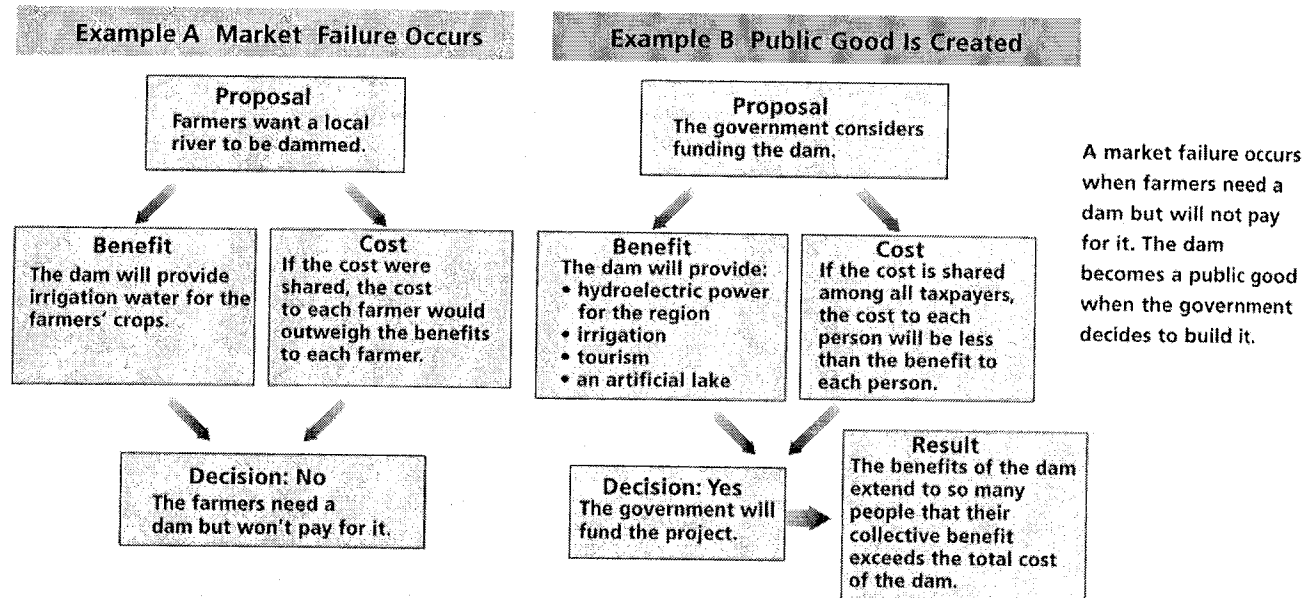 Example A Market Failure Occurs
Proposal
Farmers want a local
river to be dammed.
Benefit
The dam will provide
irrigation water for the
farmers' crops.
Cost
If the cost were
shared, the cost
to each farmer would
outweigh the benefits
to each farmer.
Decision: No
The farmers need a
dam but won't pay for it.
Example B Public Good Is Created
Proposal
The government considers
funding the dam.
Benefit
The dam will provide:
• hydroelectric power
for the region
• irrigation
• tourism
• an artificial lake
Cost
If the cost is shared
among all taxpayers,
the cost to each
person will be less
than the benefit to
each person.
Decision: Yes
The government will
fund the project.
Result
The benefits of the dam
extend to so many
people that their
collective benefit
exceeds the total cost
of the dam.
A market failure occurs
when farmers need a
dam but will not pay
for it. The dam
becomes a public good
when the government
decides to build it.